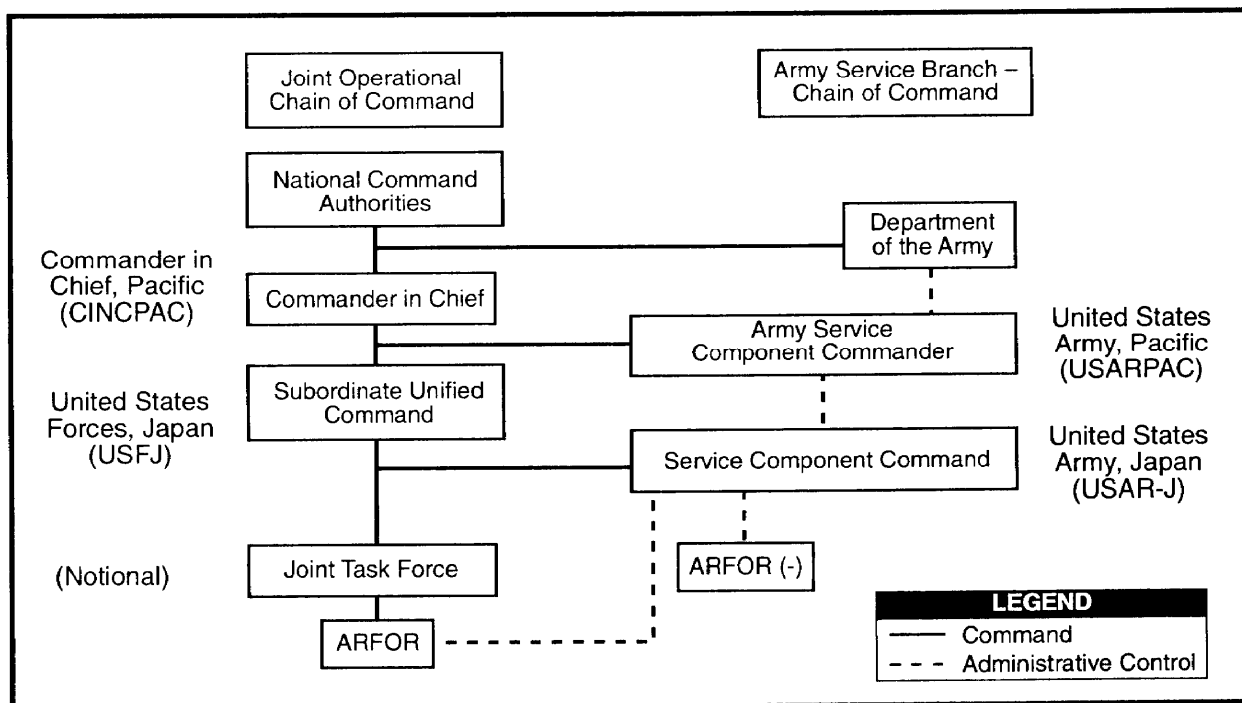 Joint Operational
Chain of Command
Army Service Branch –
Chain of Command
National Command
Authorities
Department
of the Army
Commander in
Chief, Pacific
(CINCPAC)
Commander in Chief
Army Service
Component Commander
United States
Army, Pacific
(USARPAC)
United States
Forces, Japan
(USFJ)
Subordinate Unified
Command
Service Component Command
United States
Army, Japan
(USAR-J)
(Notional)
Joint Task Force
ARFOR (-)
ARFOR
LEGEND
Command
Administrative Control